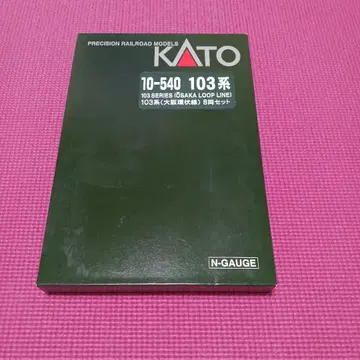 PRECISION RAILROAD MODELS
KATO
10-540 103系
103 SERIES (OSAKA LOOP LINE)
103系(大阪環状線) 8両セット
N-GAUGE